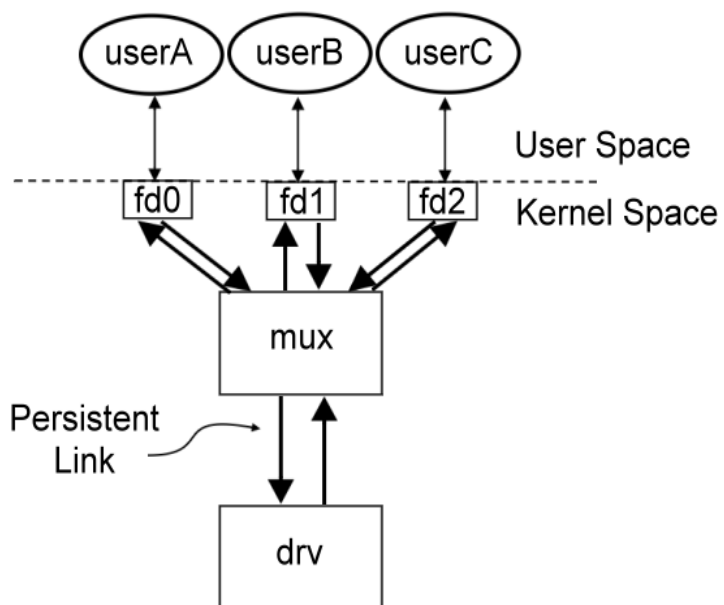 userA
userB
userC
User Space
fd0
fd1
fd2
Kernel Space
mux
Persistent
Link
drv